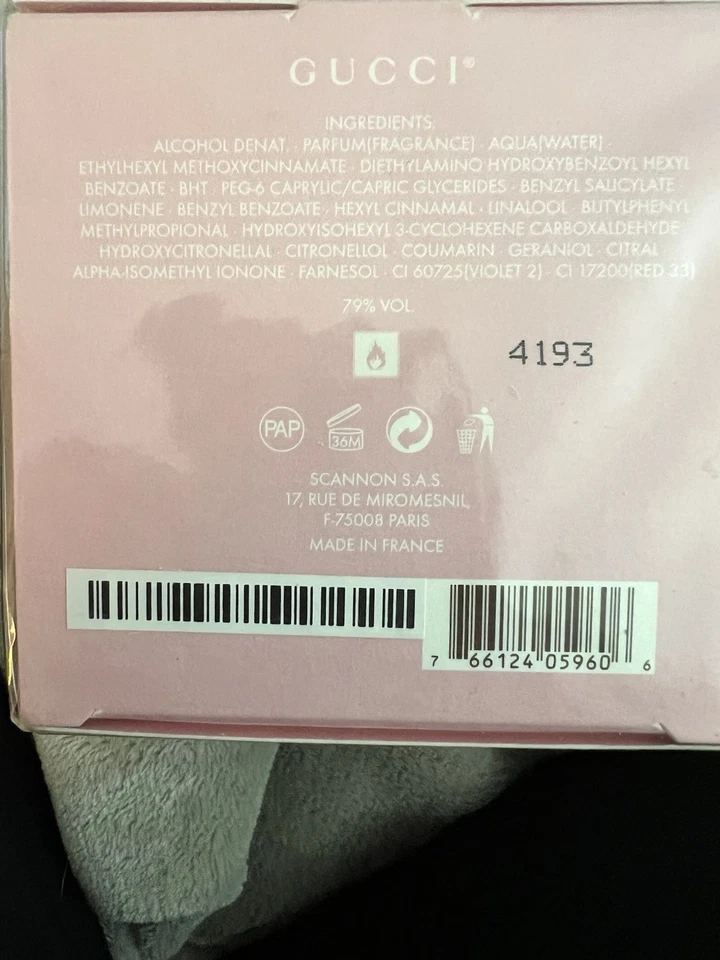 GUCCI®
INGREDIENTS:
ALCOHOL DENAT. · PARFUM(FRAGRANCE) · AQUA(WATER) ·
ETHYLHEXYL METHOXYCINNAMATE · DIETHYLAMINO HYDROXYBENZOYL HEXYL
BENZOATE · BHT · PEG-6 CAPRYLIC/CAPRIC GLYCERIDES · BENZYL SALICYLATE ·
LIMONENE · BENZYL BENZOATE · HEXYL CINNAMAL · LINALOOL · BUTYLPHENYL
METHYLPROPIONAL · HYDROXYISOHEXYL 3-CYCLOHEXENE CARBOXALDEHYDE ·
HYDROXYCITRONELLAL · CITRONELLOL · COUMARIN · GERANIOL · CITRAL ·
ALPHA-ISOMETHYL IONONE · FARNESOL · CI 60725(VIOLET 2) · CI 17200(RED 33)
79% VOL.
4193
PAP 36M
SCANNON S.A.S.
17, RUE DE MIROMESNIL,
F-75008 PARIS
MADE IN FRANCE
7 66124 05960 6